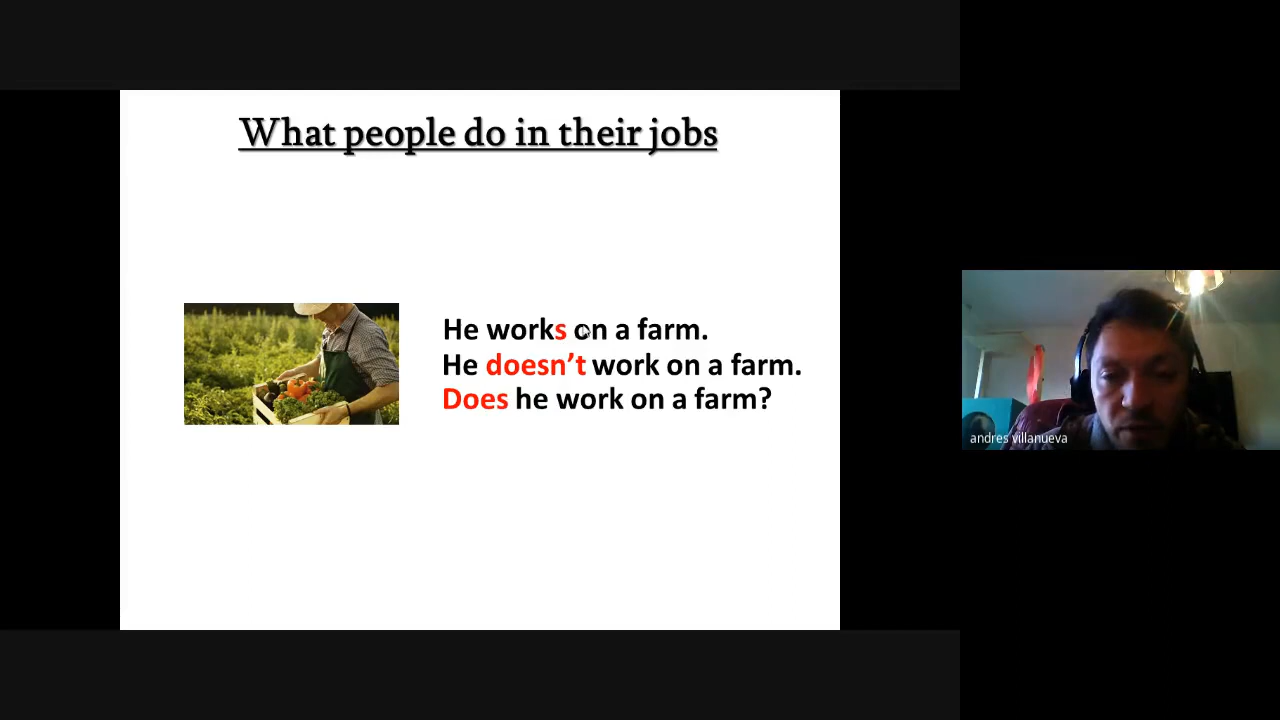 What people do in their jobs
He works on a farm.
He doesn’t work on a farm.
Does he work on a farm?
andres villanueva